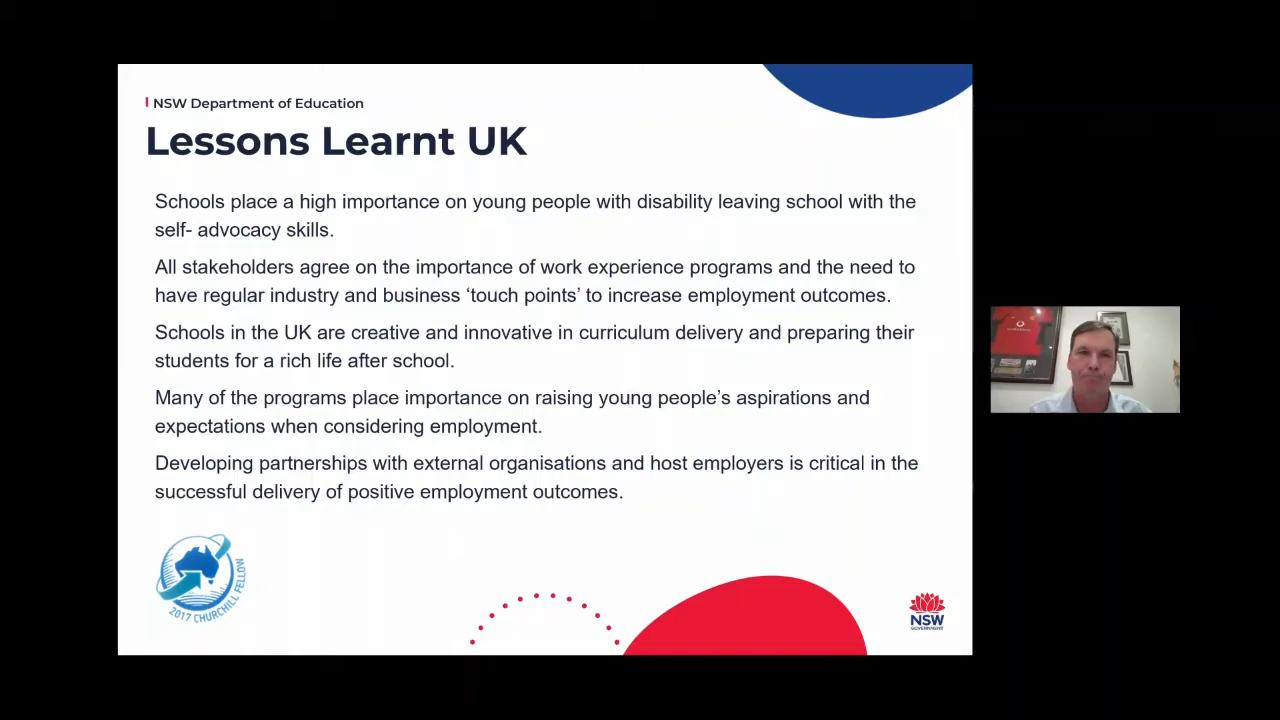 NSW Department of Education
Lessons Learnt UK
Schools place a high importance on young people with disability leaving school with the
self- advocacy skills.
All stakeholders agree on the importance of work experience programs and the need to
have regular industry and business ‘touch points’ to increase employment outcomes.
Schools in the UK are creative and innovative in curriculum delivery and preparing their
students for a rich life after school.
Many of the programs place importance on raising young people’s aspirations and
expectations when considering employment.
Developing partnerships with external organisations and host employers is critical in the
successful delivery of positive employment outcomes.
2017 CHURCHILL FELLOW
NSW
GOVERNMENT